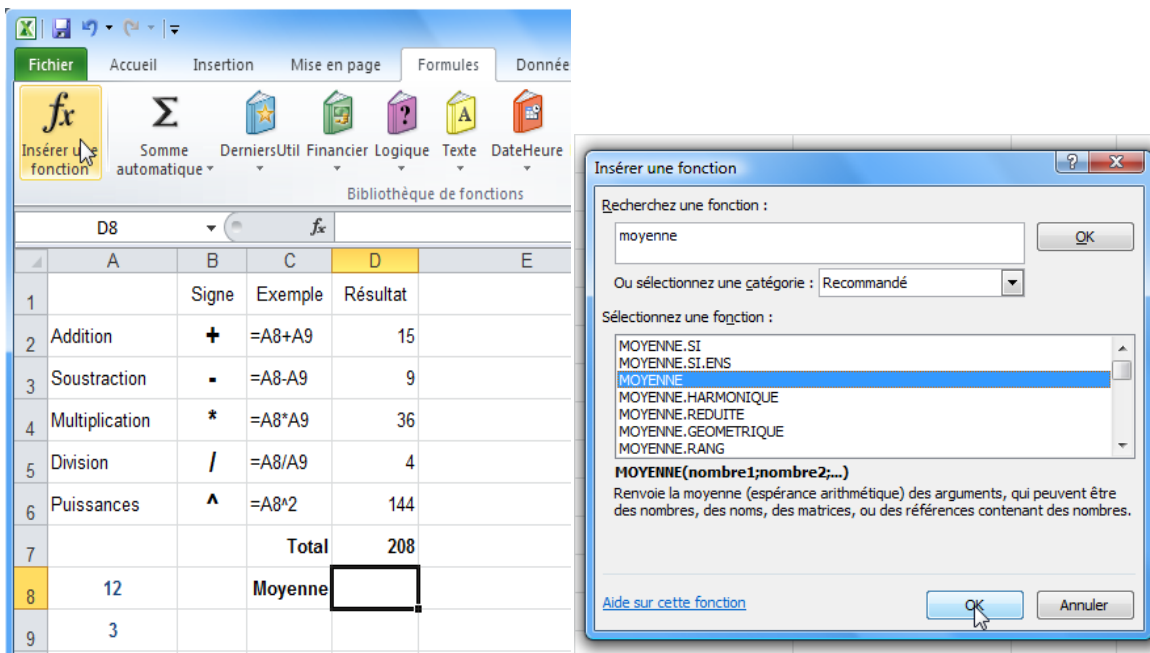 Fichier Accueil Insertion Mise en page Formules Donnée
fx Σ ? A
Insérer une fonction
Somme automatique
DerniersUtil Financier Logique Texte DateHeure
Bibliothèque de fonctions
D8 fx
A B C D E
1 Signe Exemple Résultat
2 Addition + =A8+A9 15
3 Soustraction - =A8-A9 9
4 Multiplication * =A8*A9 36
5 Division / =A8/A9 4
6 Puissances ^ =A8^2 144
7 Total 208
8 12 Moyenne
9 3
Insérer une fonction
? X
Recherchez une fonction :
moyenne
OK
Ou sélectionnez une catégorie : Recommandé
Sélectionnez une fonction :
MOYENNE.SI
MOYENNE.SI.ENS
MOYENNE
MOYENNE.HARMONIQUE
MOYENNE.REDUITE
MOYENNE.GEOMETRIQUE
MOYENNE.RANG
MOYENNE(nombre1;nombre2;...)
Renvoie la moyenne (espérance arithmétique) des arguments, qui peuvent être
des nombres, des noms, des matrices, ou des références contenant des nombres.
Aide sur cette fonction
OK Annuler